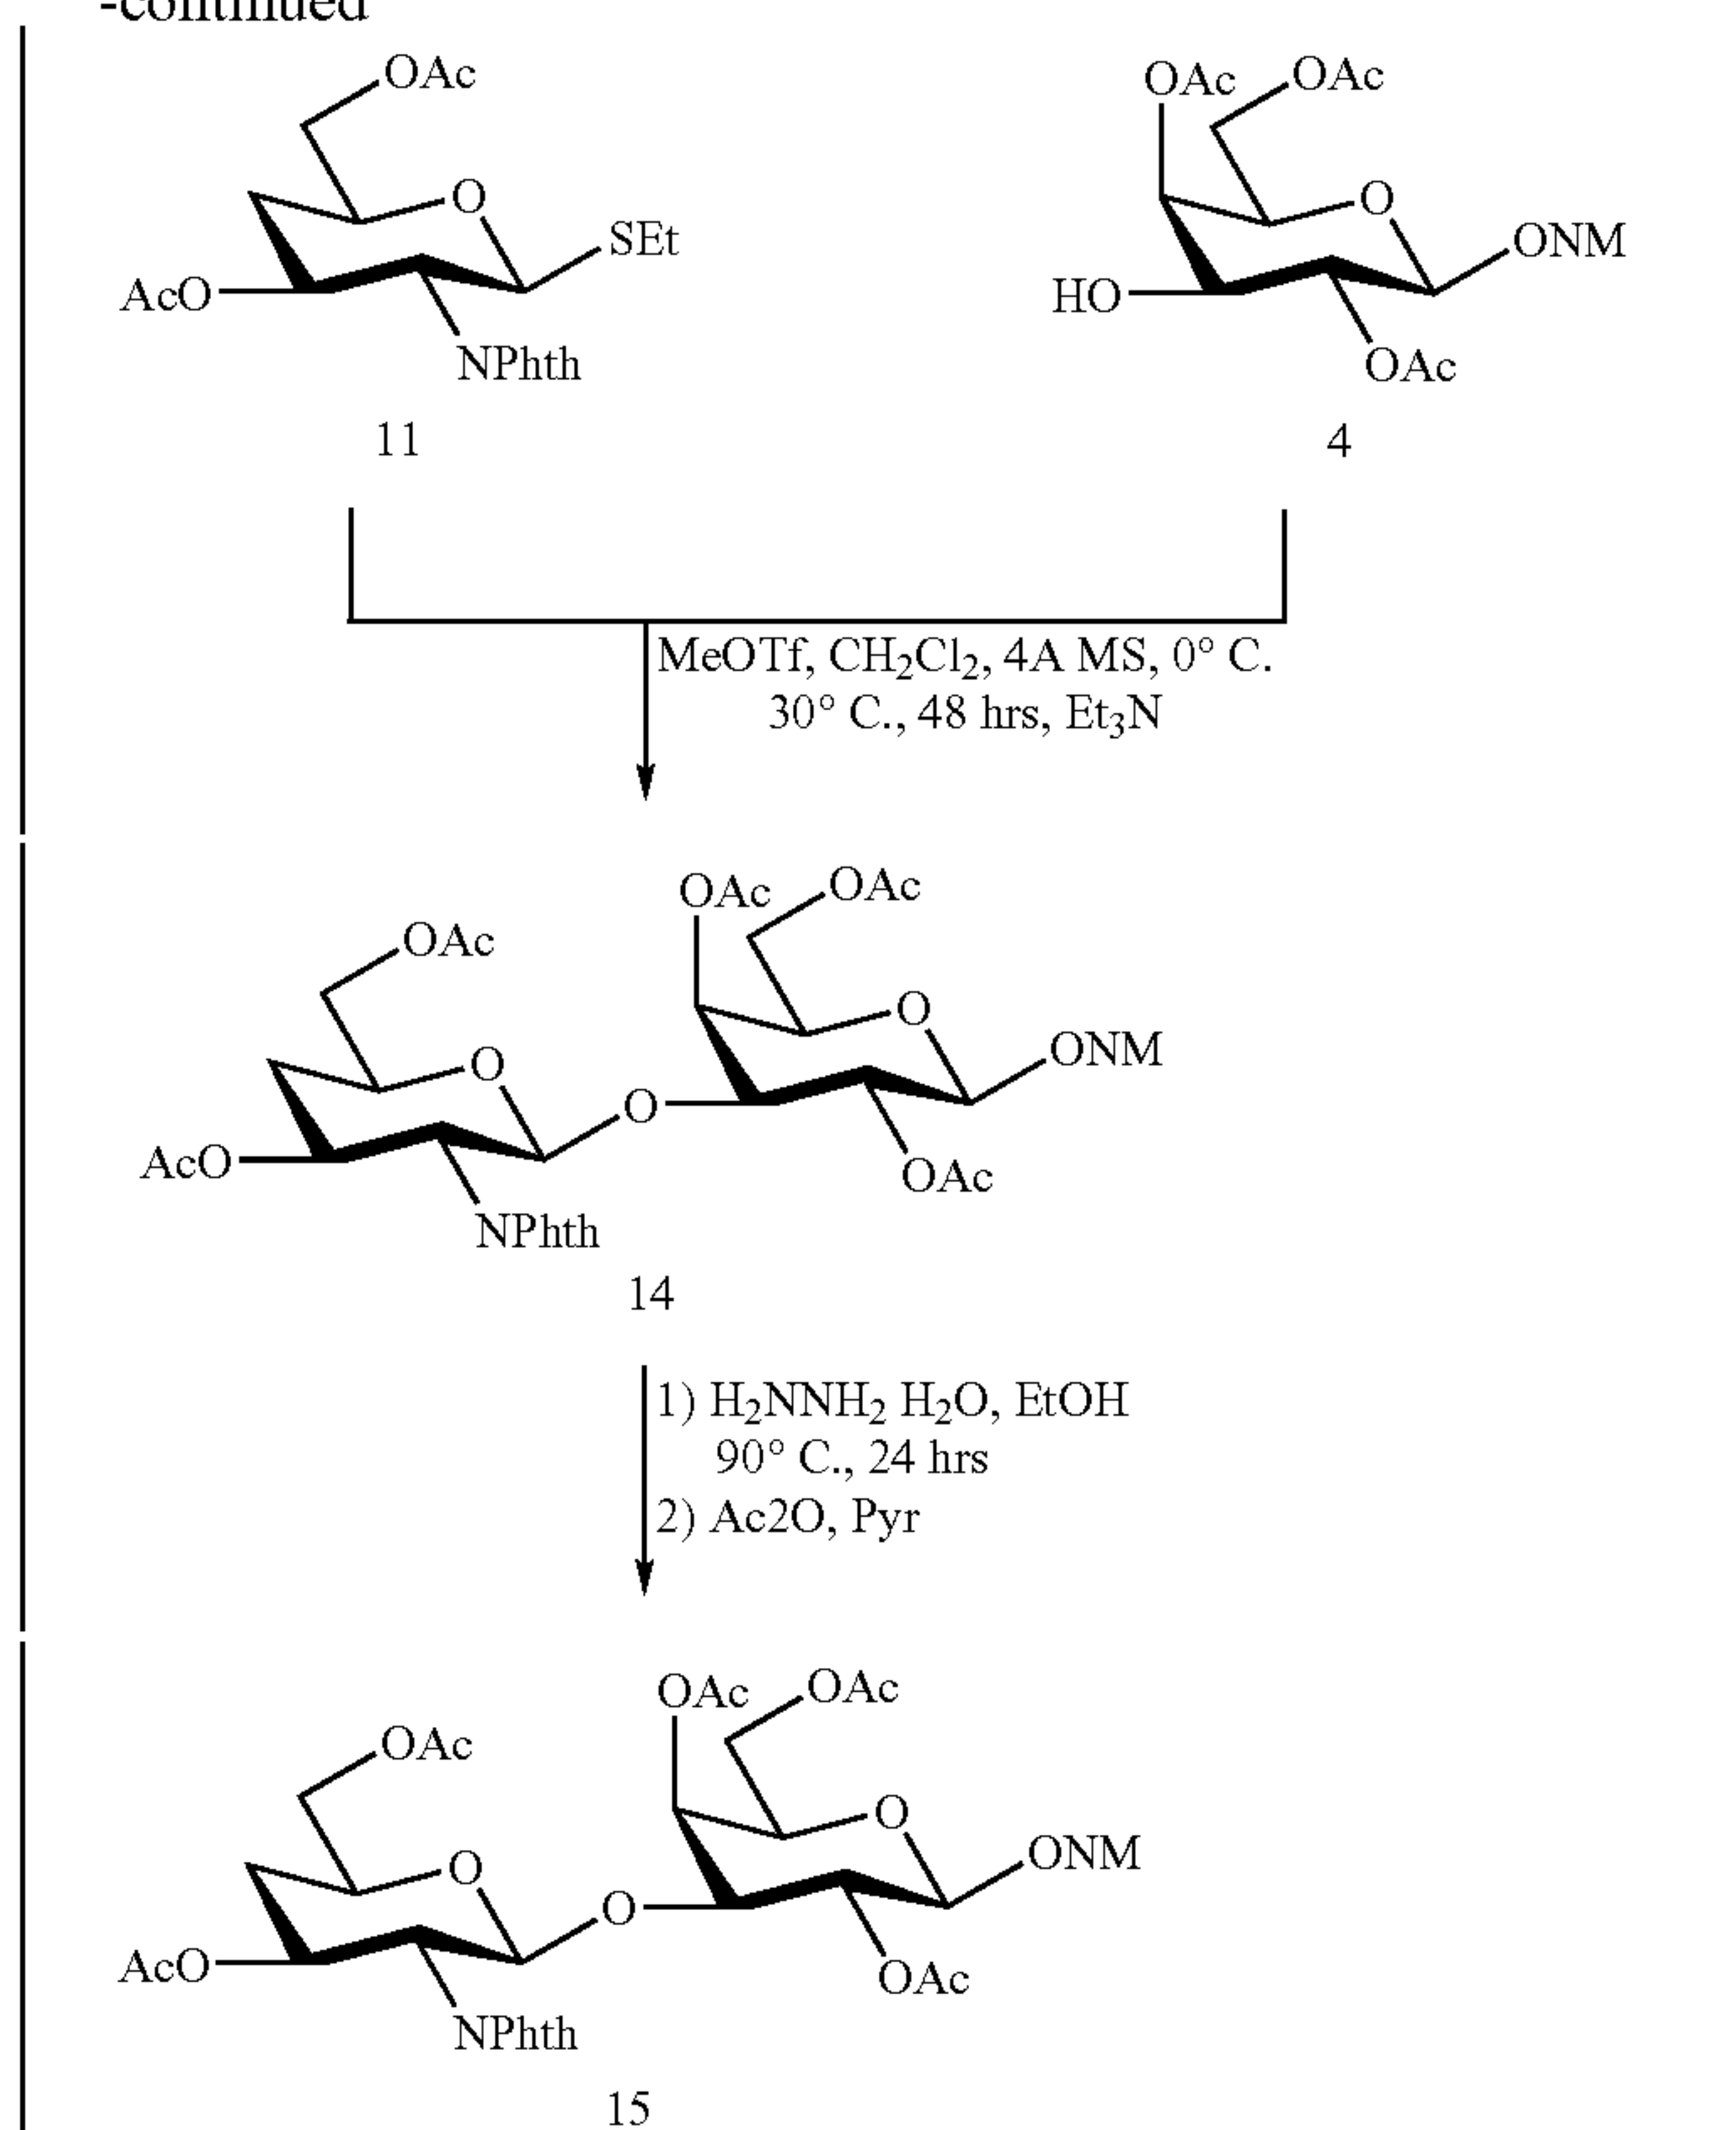 -continued
OAc
OAc
OAc
O
O
SEt
ONM
AcO
HO
NPhth
OAc
11
4
MeOTf, CH₂Cl₂, 4A MS, 0° C.
30° C., 48 hrs, Et₃N
OAc
OAc
OAc
O
ONM
O
O
AcO
OAc
NPhth
14
1) H₂NNH₂ H₂O, EtOH
90° C., 24 hrs
2) Ac2O, Pyr
OAc
OAc
OAc
O
ONM
O
O
AcO
OAc
NPhth
15